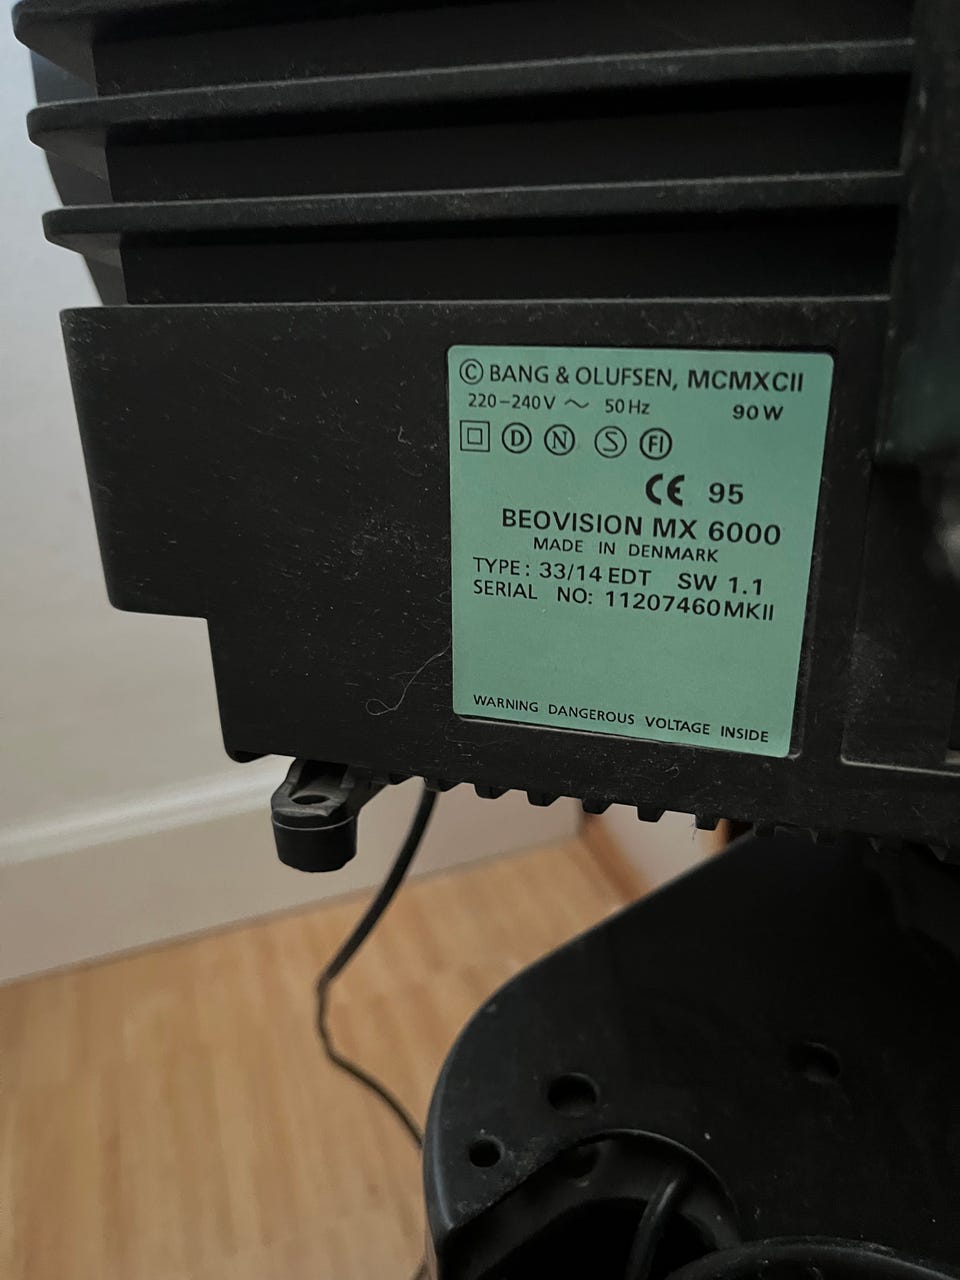 © BANG & OLUFSEN, MCMXCII
220-240V ~ 50Hz 90W
D N S FI
CE 95
BEOVISION MX 6000
MADE IN DENMARK
TYPE: 33/14 EDT SW 1.1
SERIAL NO: 11207460MKII
WARNING DANGEROUS VOLTAGE INSIDE